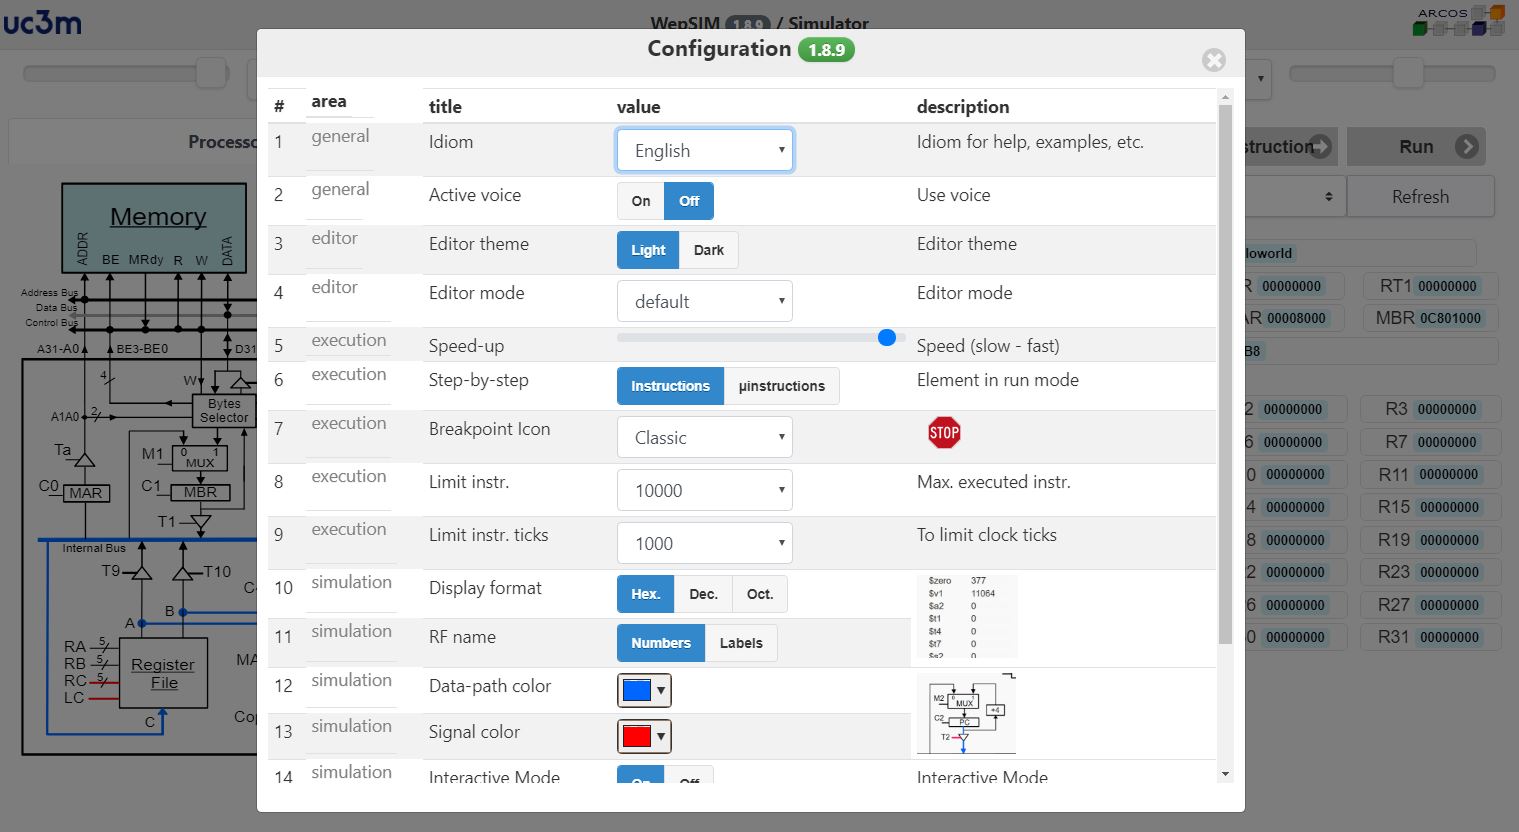 uc3m
WepSIM 1.8.9 / Simulator
ARCOS
Configuration 1.8.9
# area title value description
1 general Idiom English Idiom for help, examples, etc.
2 general Active voice On Off Use voice
3 editor Editor theme Light Dark Editor theme
4 editor Editor mode default Editor mode
5 execution Speed-up Speed (slow - fast)
6 execution Step-by-step Instructions µinstructions Element in run mode
7 execution Breakpoint Icon Classic STOP
8 execution Limit instr. 10000 Max. executed instr.
9 execution Limit instr. ticks 1000 To limit clock ticks
10 simulation Display format Hex. Dec. Oct.
$zero 377
$v1 11064
$a2 0
$t1 0
$t4 0
$t7 0
$s2 0
11 simulation RF name Numbers Labels
12 simulation Data-path color
M2 0 1
MUX
+4
C2 PC
T2
13 simulation Signal color
14 simulation Interactive Mode On Off Interactive Mode
Processo
Memory
ADDR BE MRdy R W DATA
Address Bus
Data Bus
Control Bus
A31-A0 BE3-BE0 D31
4 W
Bytes
Selector
A1A0 2
Ta M1 0 1
MUX
C0 MAR C1 MBR
T1
Internal Bus
T9 T10
C
B
A
RA 5
RB 5
RC 5
LC
Register
File
MA
C Cop
struction Run
Refresh
loworld
R 00000000 RT1 00000000
AR 00008000 MBR 0C801000
B8
2 00000000 R3 00000000
6 00000000 R7 00000000
0 00000000 R11 00000000
4 00000000 R15 00000000
8 00000000 R19 00000000
2 00000000 R23 00000000
6 00000000 R27 00000000
0 00000000 R31 00000000